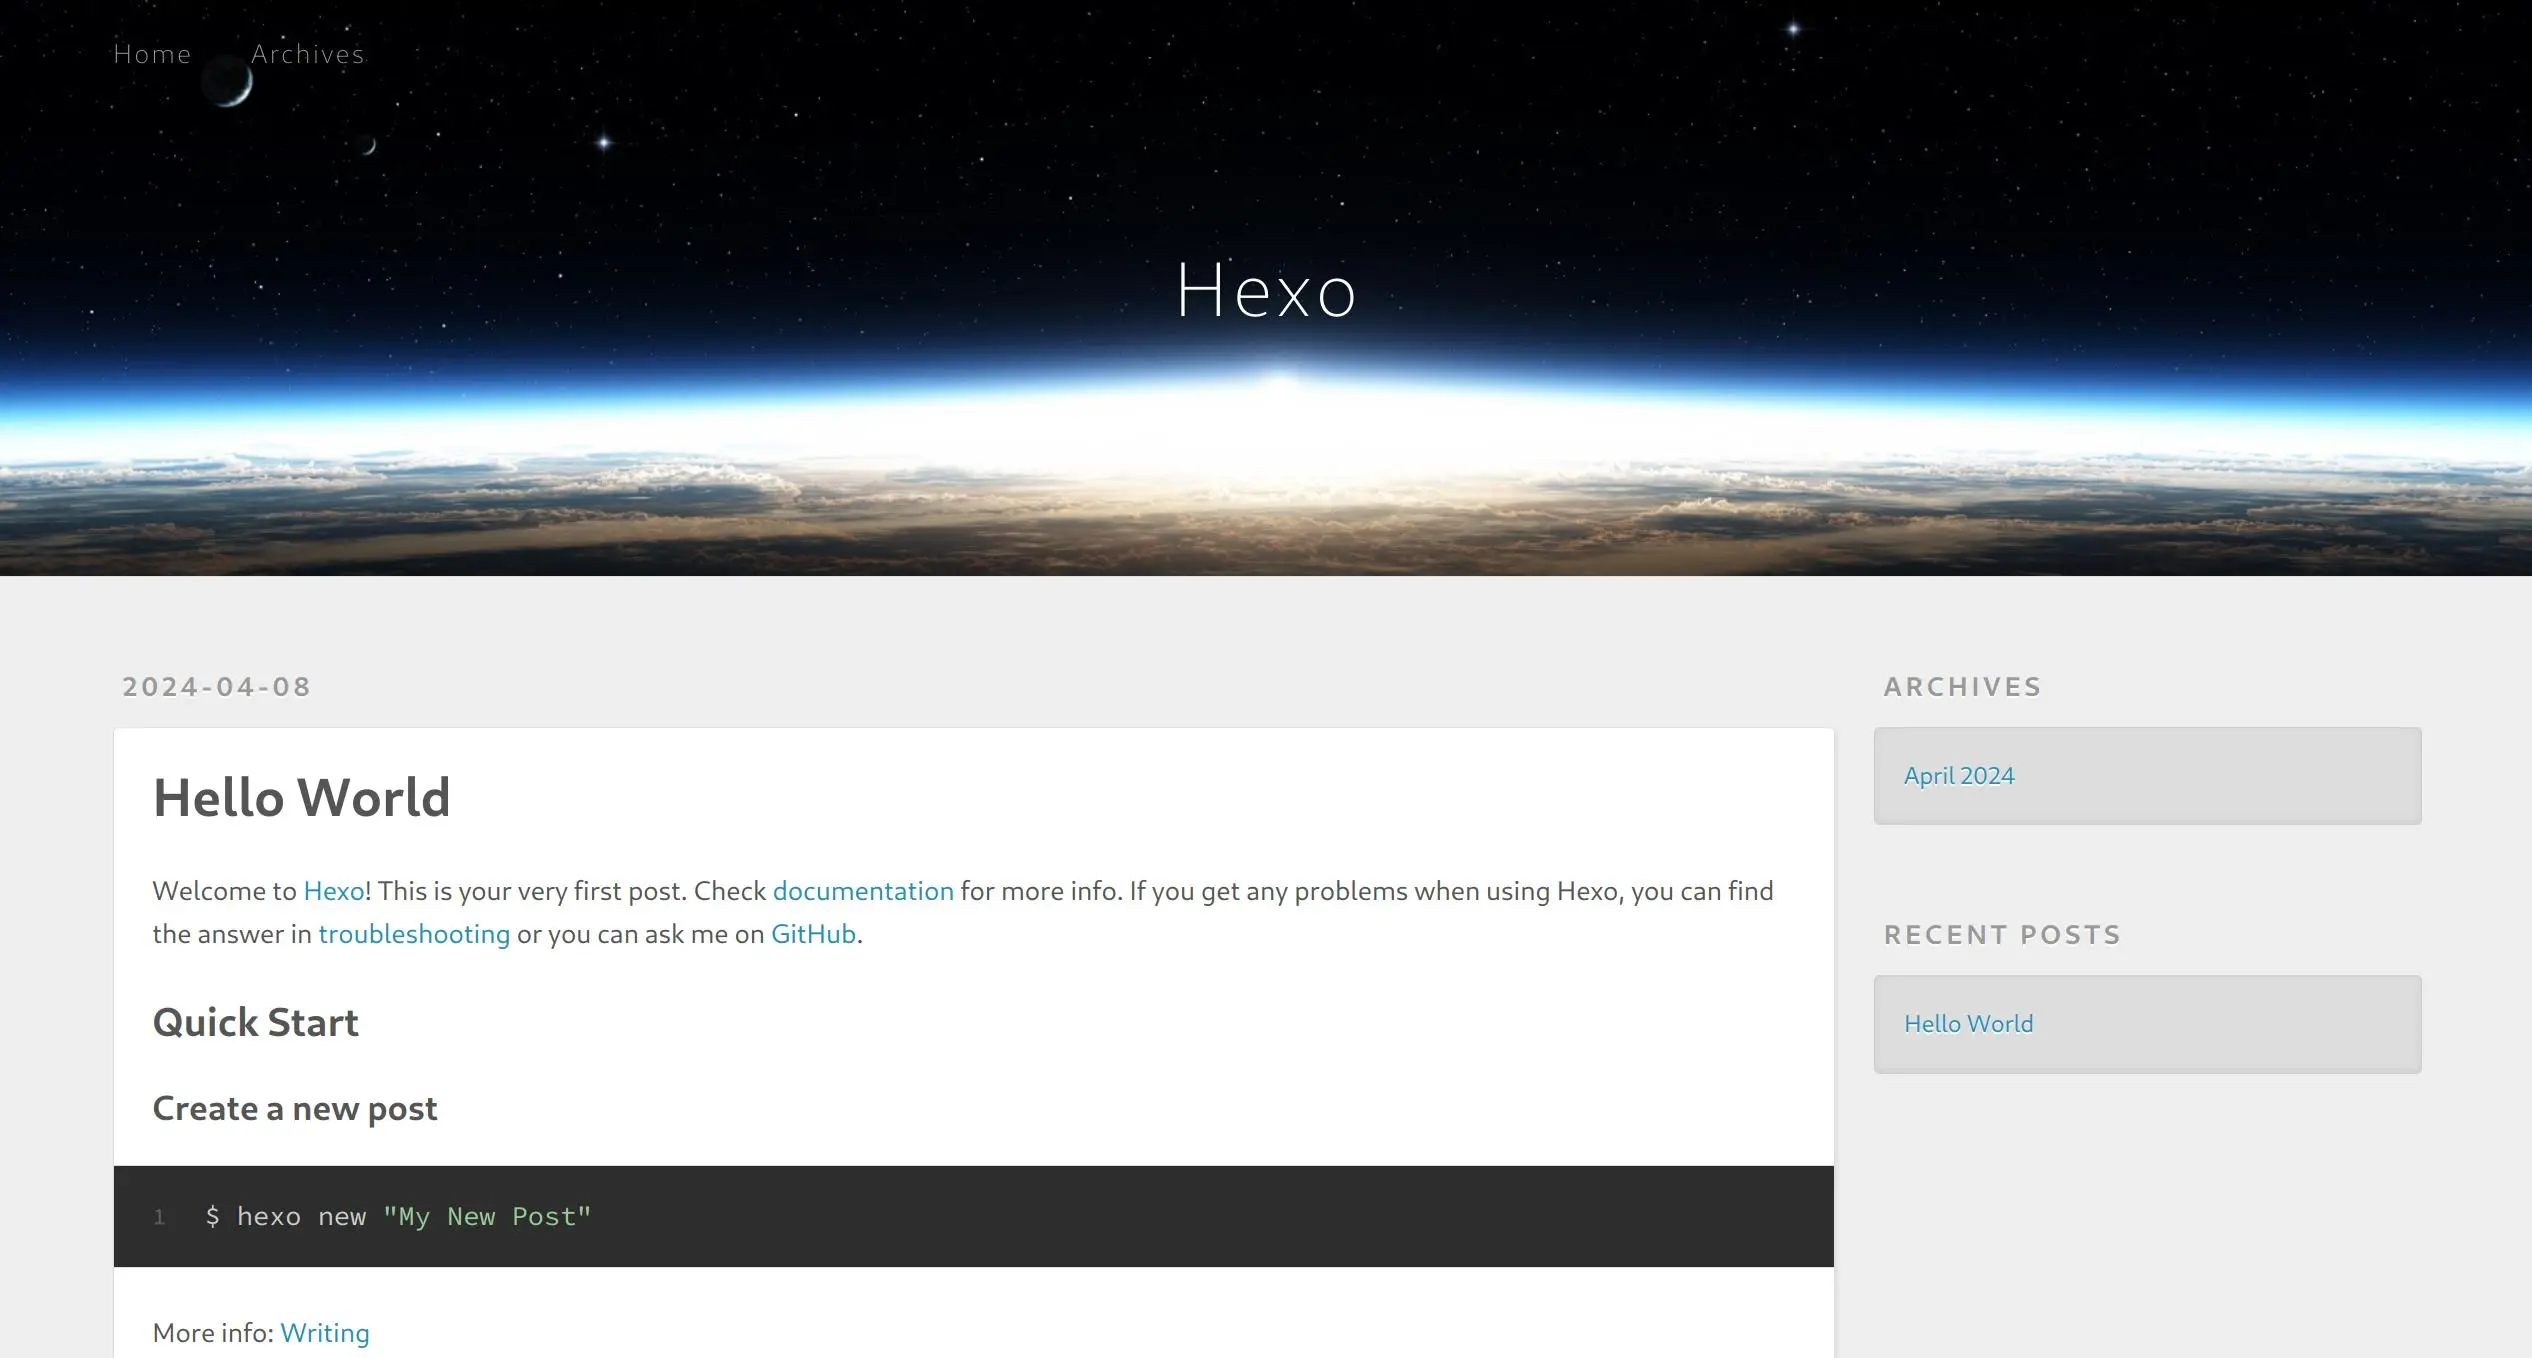 Home Archives
Hexo
2024-04-08
Hello World
Welcome to Hexo! This is your very first post. Check documentation for more info. If you get any problems when using Hexo, you can find
the answer in troubleshooting or you can ask me on GitHub.
Quick Start
Create a new post
1 $ hexo new "My New Post"
More info: Writing
ARCHIVES
April 2024
RECENT POSTS
Hello World